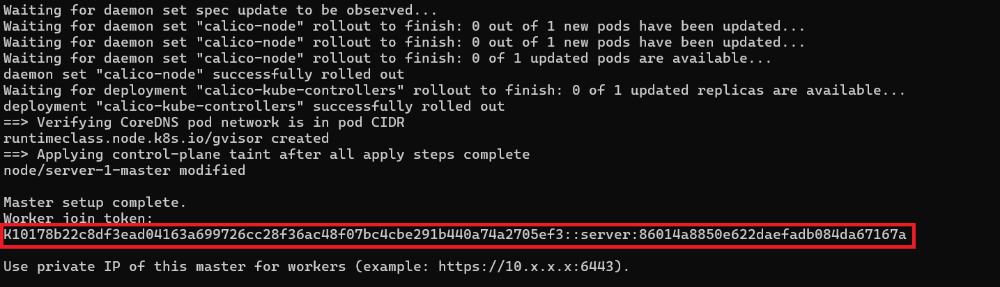 Waiting for daemon set spec update to be observed...
Waiting for daemon set "calico-node" rollout to finish: 0 out of 1 new pods have been updated...
Waiting for daemon set "calico-node" rollout to finish: 0 out of 1 new pods have been updated...
Waiting for daemon set "calico-node" rollout to finish: 0 of 1 updated pods are available...
daemon set "calico-node" successfully rolled out
Waiting for deployment "calico-kube-controllers" rollout to finish: 0 of 1 updated replicas are available...
deployment "calico-kube-controllers" successfully rolled out
==> Verifying CoreDNS pod network is in pod CIDR
runtimeclass.node.k8s.io/gvisor created
==> Applying control-plane taint after all apply steps complete
node/server-1-master modified
Master setup complete.
Worker join token:
K10178b22c8df3ead04163a699726cc28f36ac48f07bc4cbe291b440a74a2705ef3::server:86014a8850e622daefadb084da67167a
Use private IP of this master for workers (example: https://10.x.x.x:6443).